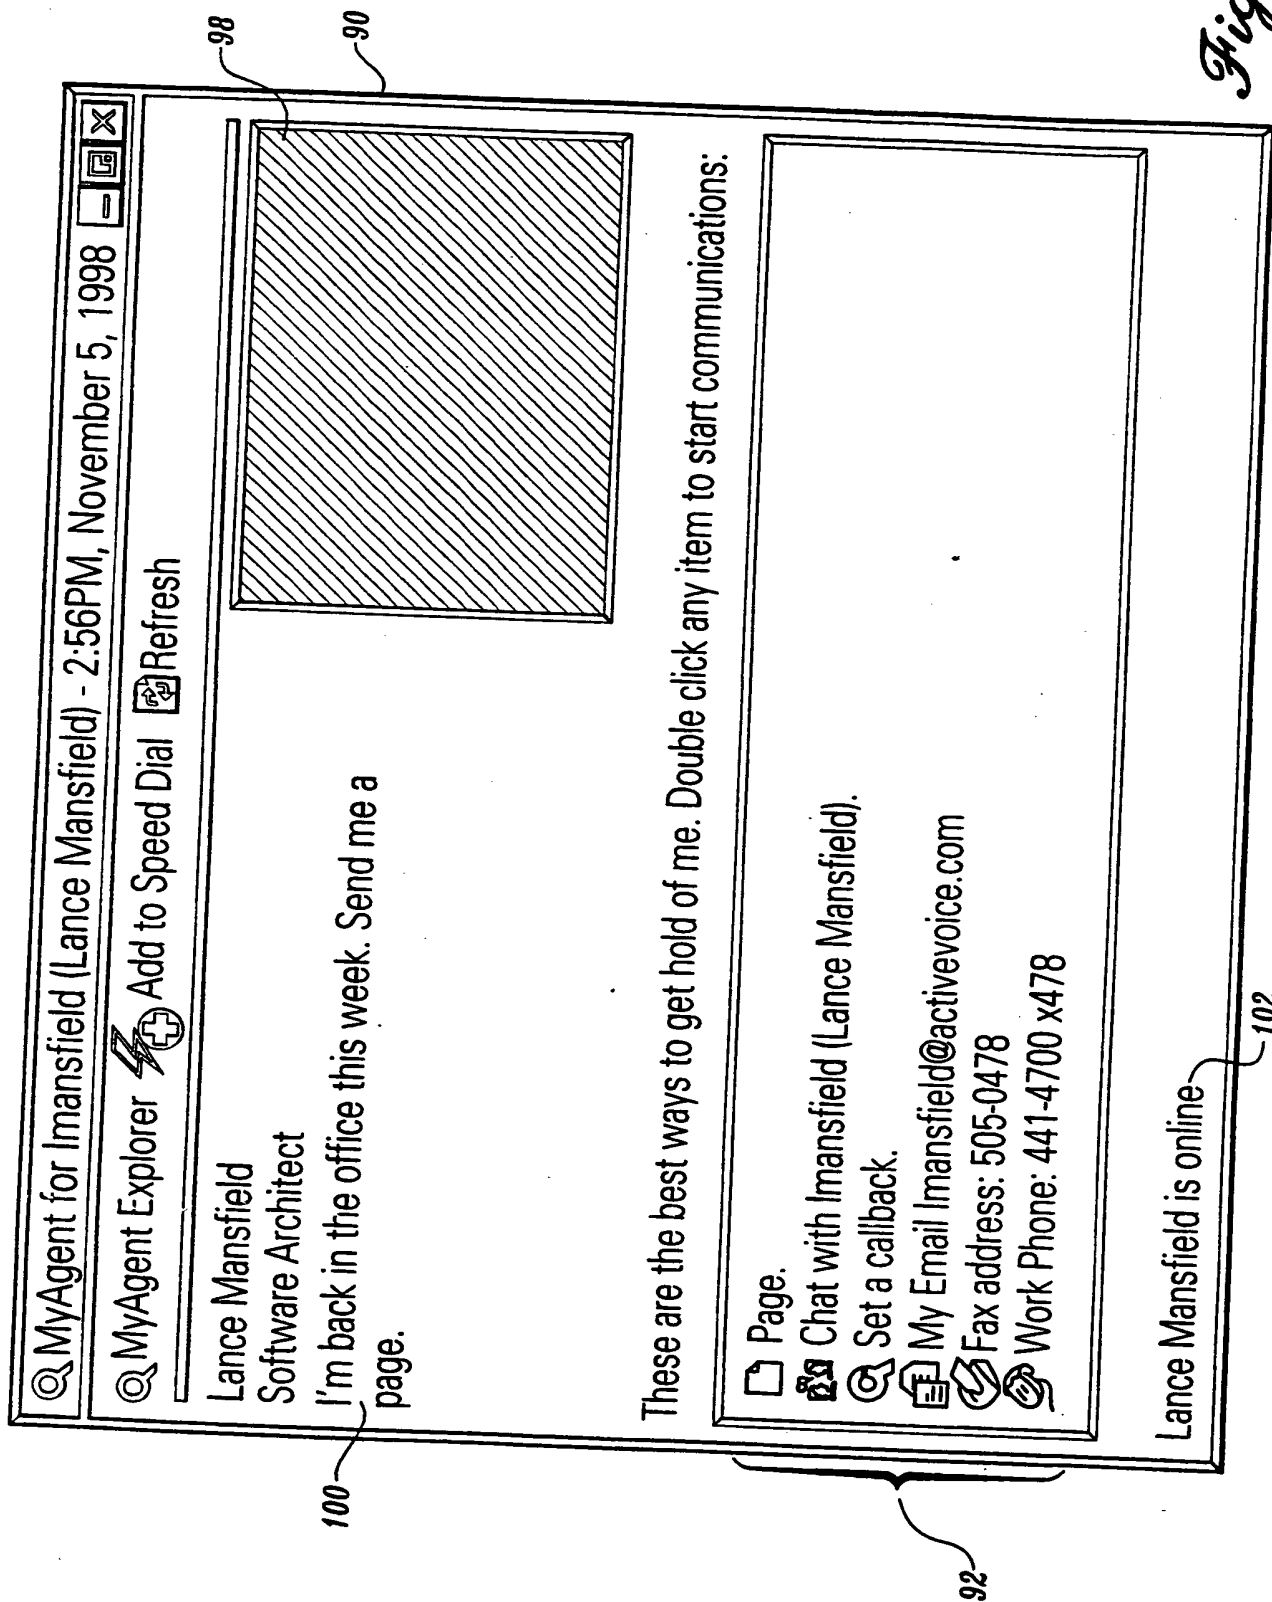 MyAgent for lmansfield (Lance Mansfield) - 2:56PM, November 5, 1998
MyAgent Explorer Add to Speed Dial Refresh
98
90
Lance Mansfield
Software Architect
100
I'm back in the office this week. Send me a
page.
These are the best ways to get hold of me. Double click any item to start communications:
92
Page.
Chat with lmansfield (Lance Mansfield).
Set a callback.
My Email lmansfield@activevoice.com
Fax address: 505-0478
Work Phone: 441-4700 x478
Lance Mansfield is online
102